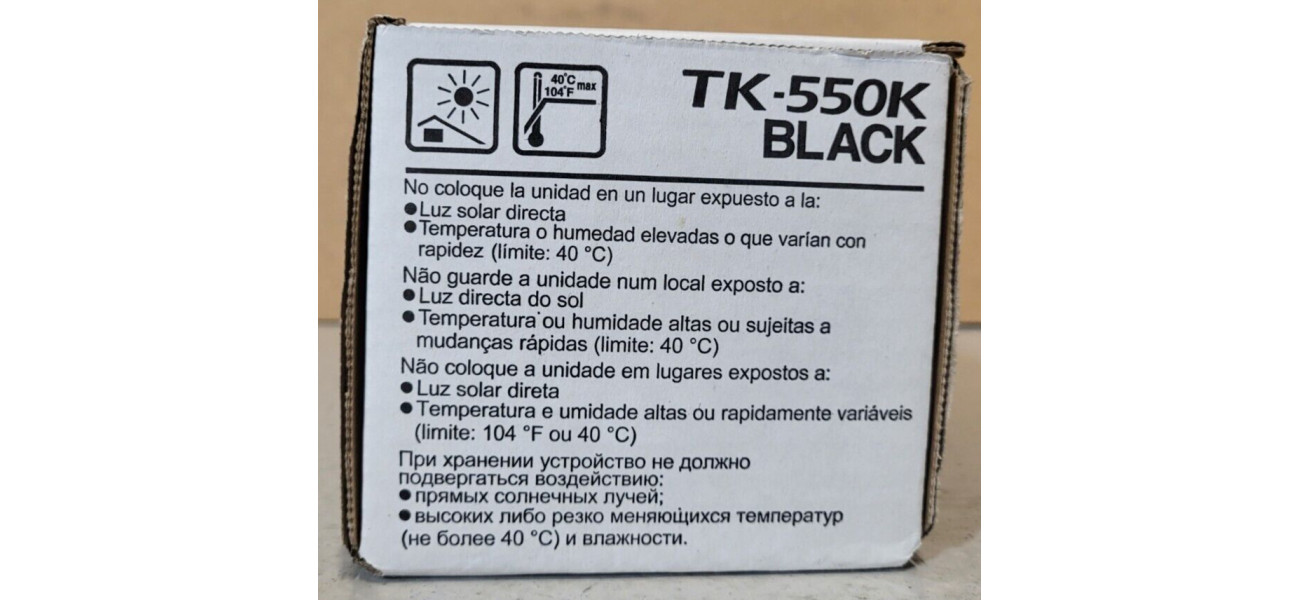 40°C
104°F max
TK-550K
BLACK
No coloque la unidad en un lugar expuesto a la:
●Luz solar directa
●Temperatura o humedad elevadas o que varían con
rapidez (límite: 40 °C)
Não guarde a unidade num local exposto a:
●Luz directa do sol
●Temperatura ou humidade altas ou sujeitas a
mudanças rápidas (limite: 40 °C)
Não coloque a unidade em lugares expostos a:
●Luz solar direta
●Temperatura e umidade altas ou rapidamente variáveis
(limite: 104 °F ou 40 °C)
При хранении устройство не должно
подвергаться воздействию:
●прямых солнечных лучей;
●высоких либо резко меняющихся температур
(не более 40 °C) и влажности.